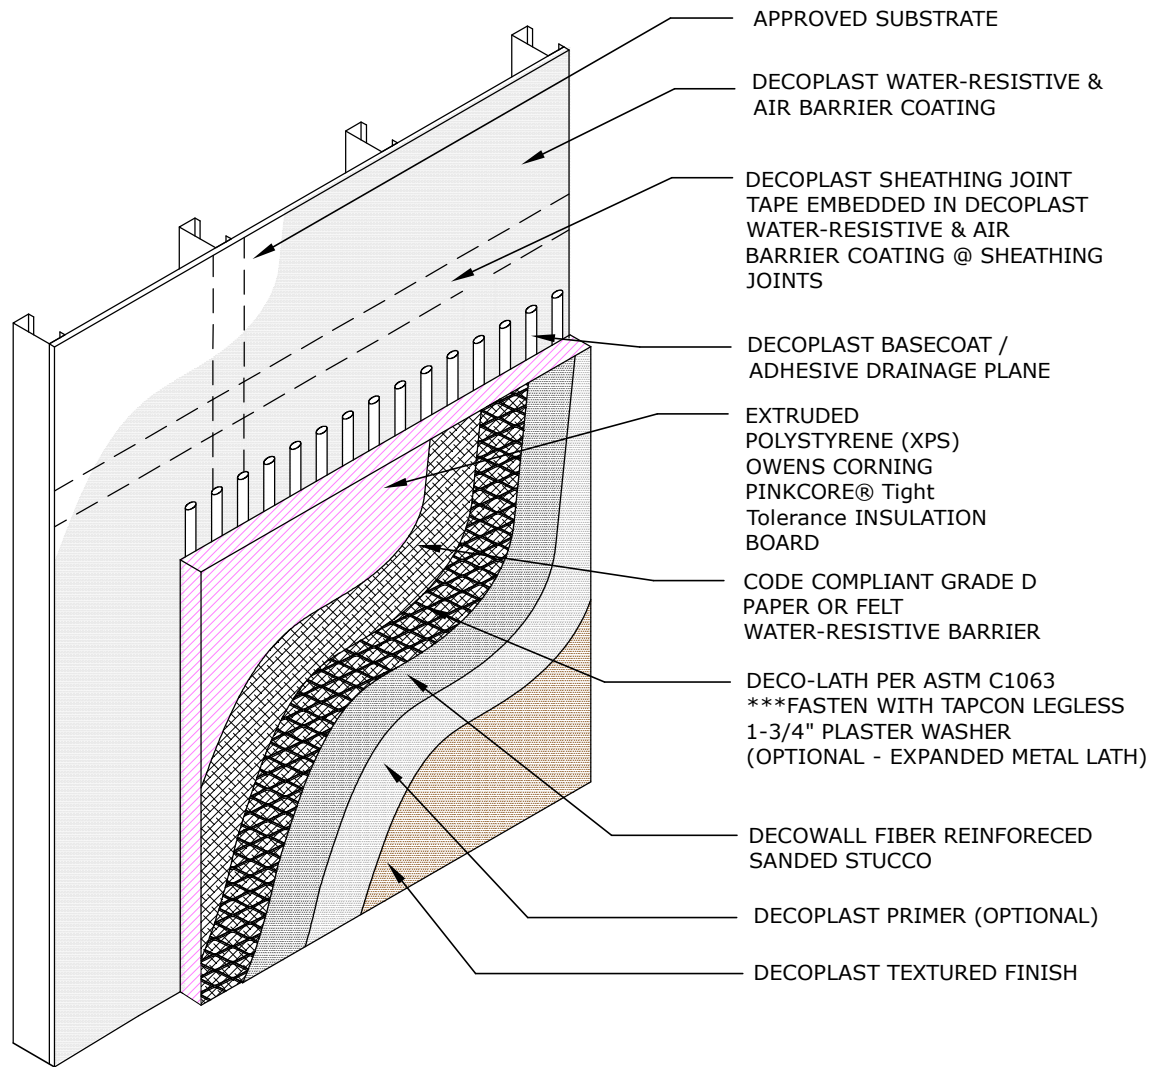 APPROVED SUBSTRATE
DECOPLAST WATER-RESISTIVE &
AIR BARRIER COATING
DECOPLAST SHEATHING JOINT
TAPE EMBEDDED IN DECOPLAST
WATER-RESISTIVE & AIR
BARRIER COATING @ SHEATHING
JOINTS
DECOPLAST BASECOAT /
ADHESIVE DRAINAGE PLANE
EXTRUDED
POLYSTYRENE (XPS)
OWENS CORNING
PINKCORE® Tight
Tolerance INSULATION
BOARD
CODE COMPLIANT GRADE D
PAPER OR FELT
WATER-RESISTIVE BARRIER
DECO-LATH PER ASTM C1063
***FASTEN WITH TAPCON LEGLESS
1-3/4" PLASTER WASHER
(OPTIONAL - EXPANDED METAL LATH)
DECOWALL FIBER REINFORECED
SANDED STUCCO
DECOPLAST PRIMER (OPTIONAL)
DECOPLAST TEXTURED FINISH